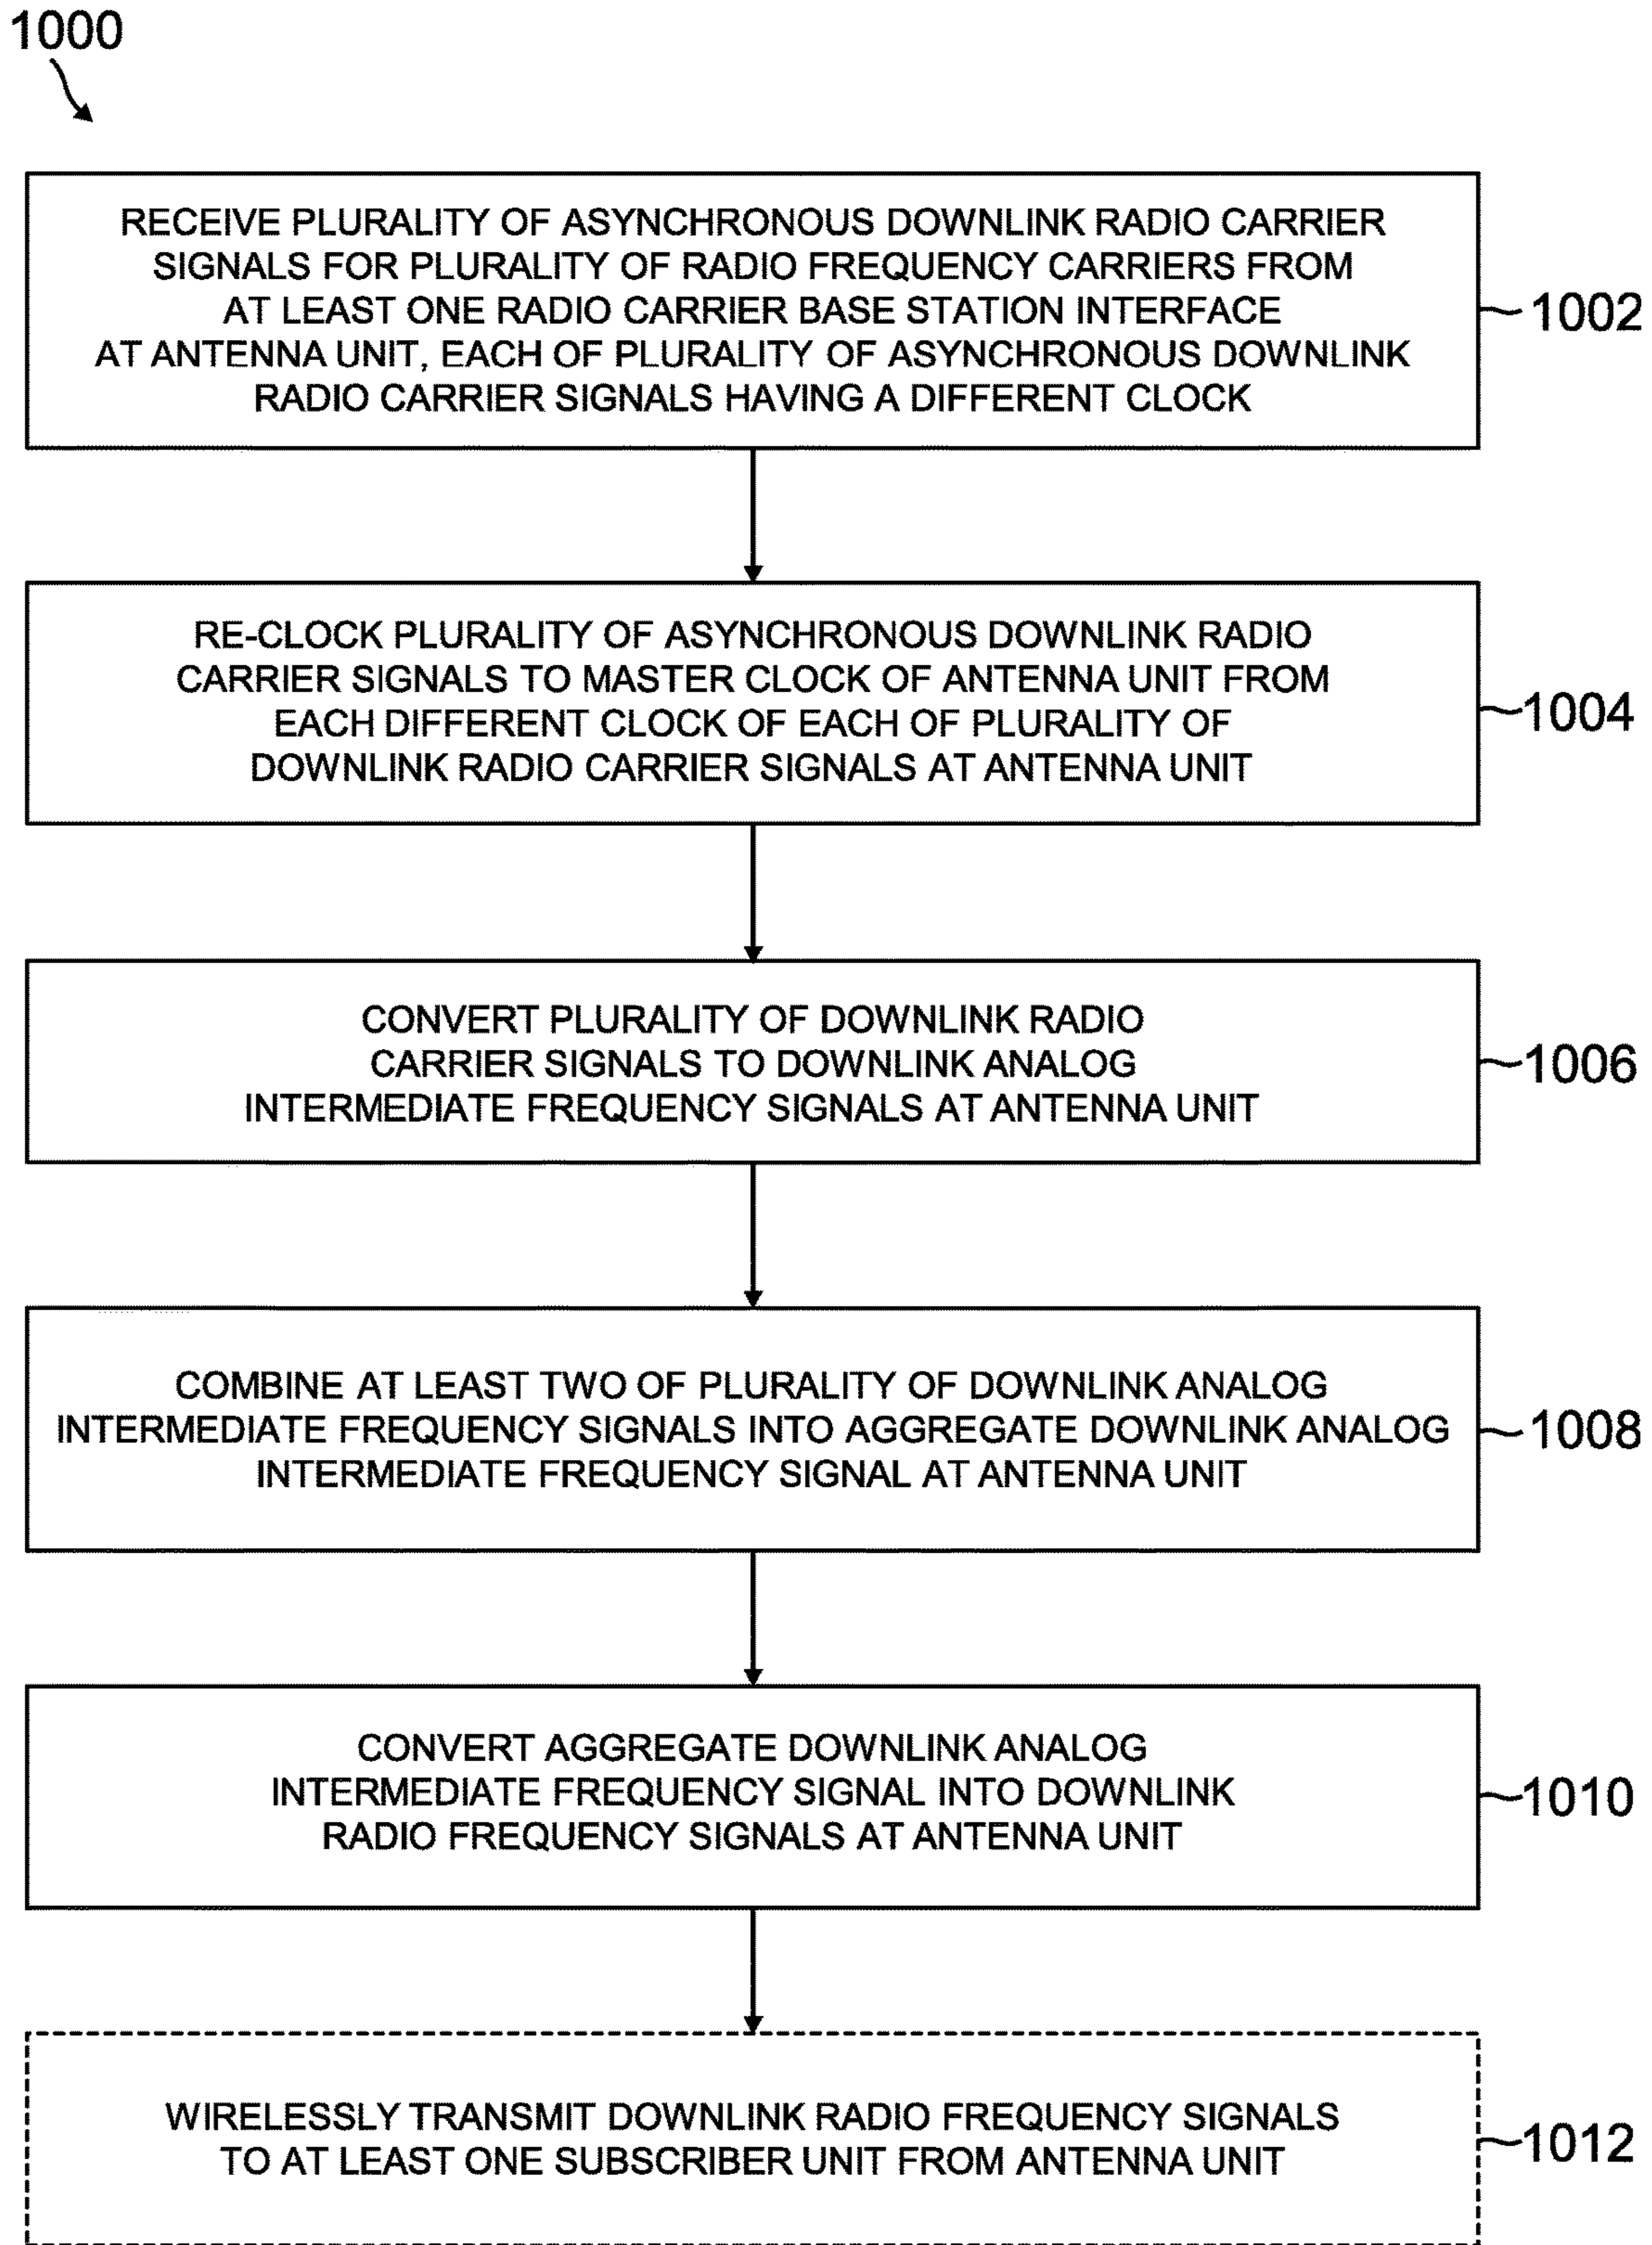 1000
RECEIVE PLURALITY OF ASYNCHRONOUS DOWNLINK RADIO CARRIER
SIGNALS FOR PLURALITY OF RADIO FREQUENCY CARRIERS FROM
AT LEAST ONE RADIO CARRIER BASE STATION INTERFACE
AT ANTENNA UNIT, EACH OF PLURALITY OF ASYNCHRONOUS DOWNLINK
RADIO CARRIER SIGNALS HAVING A DIFFERENT CLOCK
1002
RE-CLOCK PLURALITY OF ASYNCHRONOUS DOWNLINK RADIO
CARRIER SIGNALS TO MASTER CLOCK OF ANTENNA UNIT FROM
EACH DIFFERENT CLOCK OF EACH OF PLURALITY OF
DOWNLINK RADIO CARRIER SIGNALS AT ANTENNA UNIT
1004
CONVERT PLURALITY OF DOWNLINK RADIO
CARRIER SIGNALS TO DOWNLINK ANALOG
INTERMEDIATE FREQUENCY SIGNALS AT ANTENNA UNIT
1006
COMBINE AT LEAST TWO OF PLURALITY OF DOWNLINK ANALOG
INTERMEDIATE FREQUENCY SIGNALS INTO AGGREGATE DOWNLINK ANALOG
INTERMEDIATE FREQUENCY SIGNAL AT ANTENNA UNIT
1008
CONVERT AGGREGATE DOWNLINK ANALOG
INTERMEDIATE FREQUENCY SIGNAL INTO DOWNLINK
RADIO FREQUENCY SIGNALS AT ANTENNA UNIT
1010
WIRELESSLY TRANSMIT DOWNLINK RADIO FREQUENCY SIGNALS
TO AT LEAST ONE SUBSCRIBER UNIT FROM ANTENNA UNIT
1012